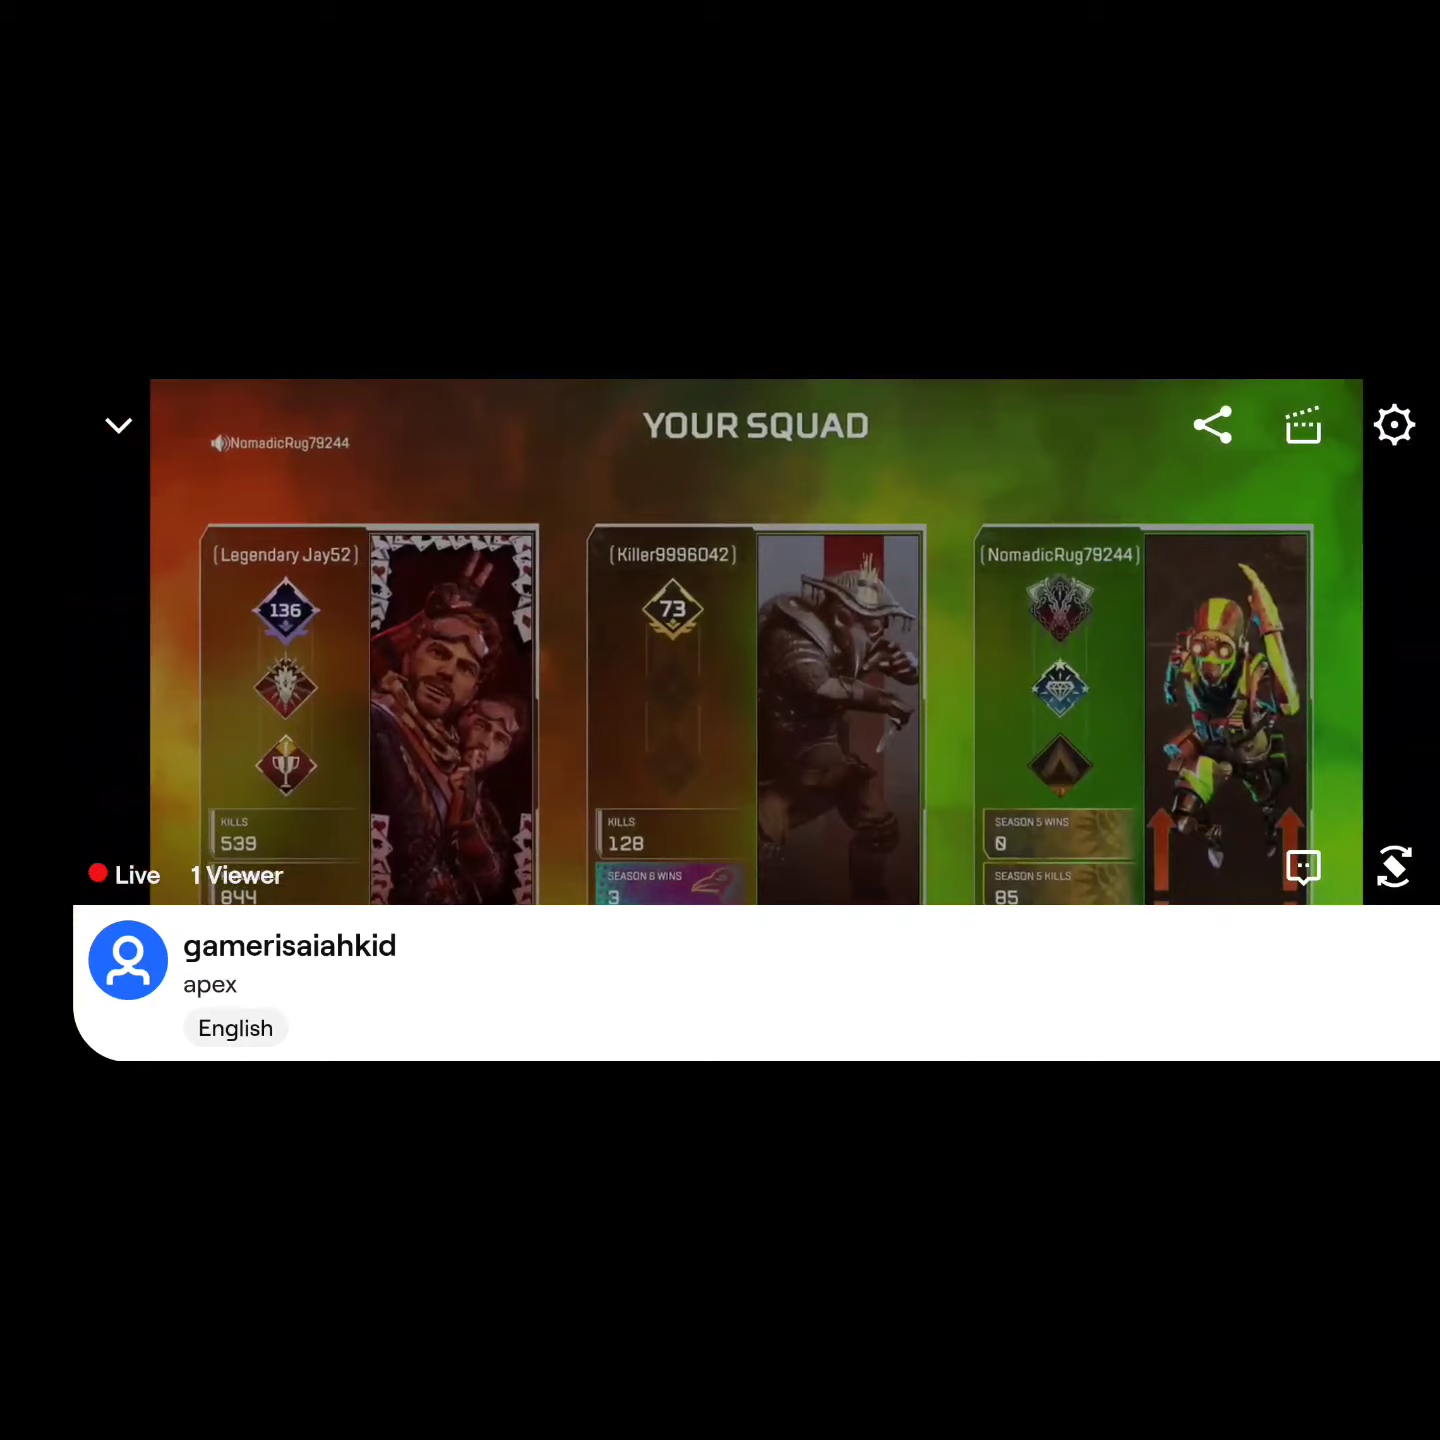 YOUR SQUAD
NomadicRug79244
Legendary Jay52
136
KILLS
539
844
Killer9996042
73
KILLS
128
SEASON 6 WINS
3
NomadicRug79244
SEASON 5 WINS
0
SEASON 5 KILLS
85
Live
1 Viewer
gamerisaiahkid
apex
English